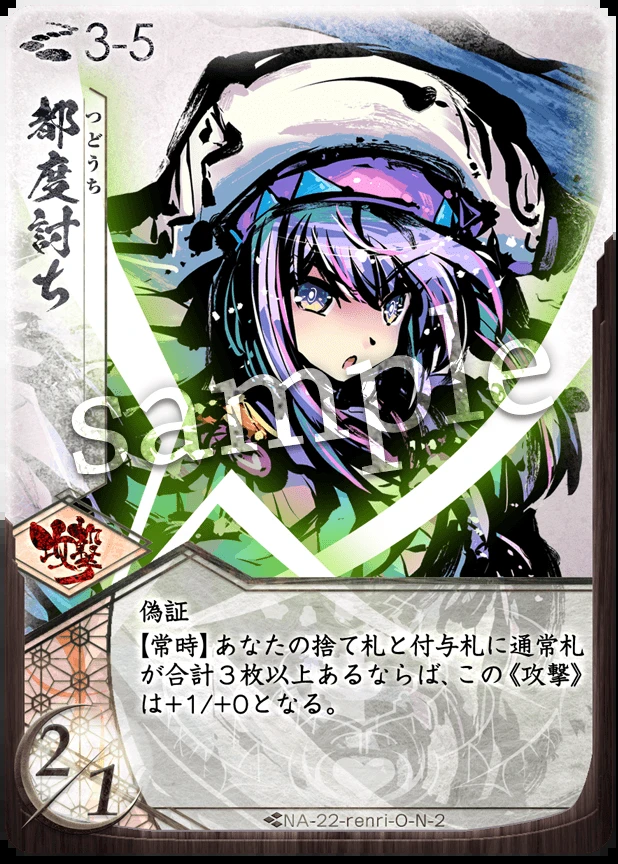 3-5
都度討ち
つどうち
sample
攻撃
偽証
【常時】あなたの捨て札と付与札に通常札
が合計3枚以上あるならば、この《攻撃》
は+1/+0となる。
2/1
NA-22-renri-O-N-2